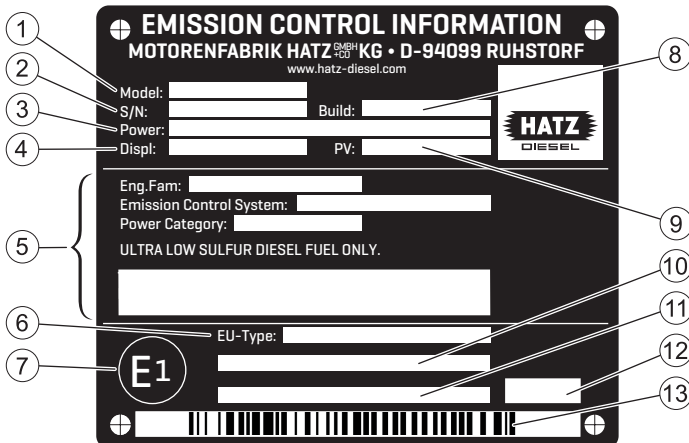 EMISSION CONTROL INFORMATION
MOTORENFABRIK HATZ GMBH +CO KG • D-94099 RUHSTORF
www.hatz-diesel.com
1
Model:
2
S/N:
Build:
8
3
Power:
4
Displ:
PV:
9
HATZ
DIESEL
5
Eng.Fam:
Emission Control System:
Power Category:
ULTRA LOW SULFUR DIESEL FUEL ONLY.
6
EU-Type:
10
7
E1
11
12
13